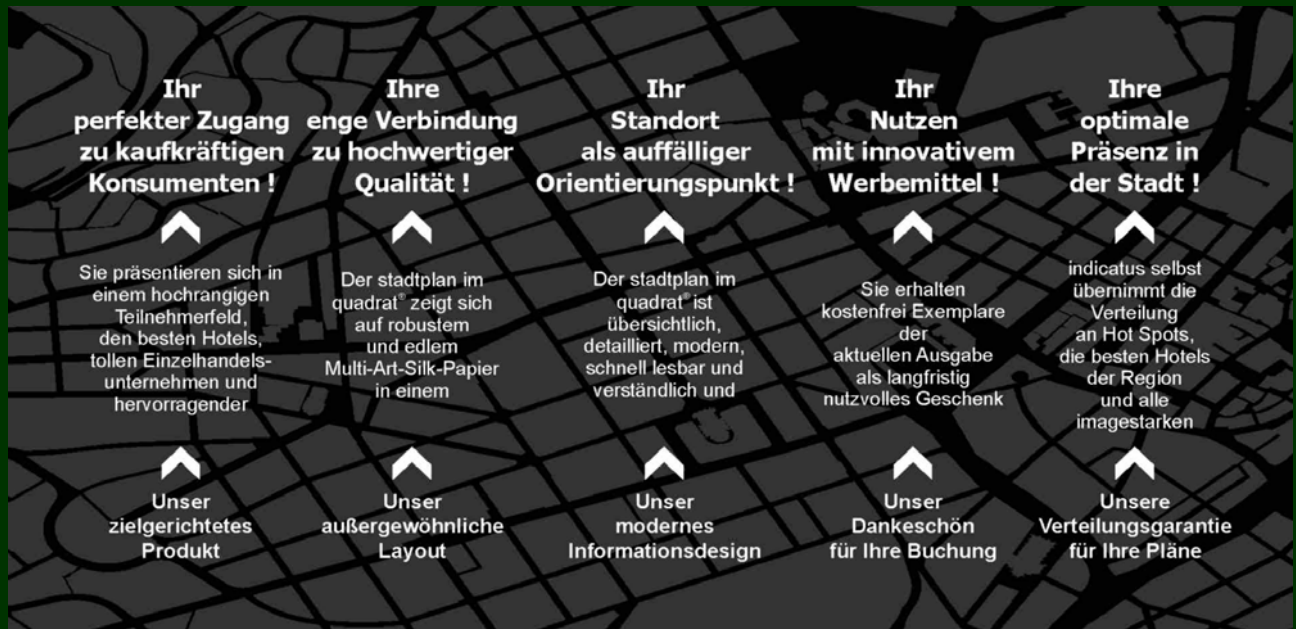 Ihr
perfekter Zugang
zu kaufkräftigen
Konsumenten !
Sie präsentieren sich in
einem hochrangigen
Teilnehmerfeld,
den besten Hotels,
tollen Einzelhandels-
unternehmen und
hervorragender
Unser
zielgerichtetes
Produkt
Ihre
enge Verbindung
zu hochwertiger
Qualität !
Der stadtplan im
quadrat® zeigt sich
auf robustem
und edlem
Multi-Art-Silk-Papier
in einem
Unser
außergewöhnliche
Layout
Ihr
Standort
als auffälliger
Orientierungspunkt !
Der stadtplan im
quadrat® ist
übersichtlich,
detailliert, modern,
schnell lesbar und
verständlich und
Unser
modernes
Informationsdesign
Ihr
Nutzen
mit innovativem
Werbemittel !
Sie erhalten
kostenfrei Exemplare
der
aktuellen Ausgabe
als langfristig
nutzvolles Geschenk
Unser
Dankeschön
für Ihre Buchung
Ihre
optimale
Präsenz in
der Stadt !
indicatus selbst
übernimmt die
Verteilung
an Hot Spots,
die besten Hotels
der Region
und alle
imagestarken
Unsere
Verteilungsgarantie
für Ihre Pläne